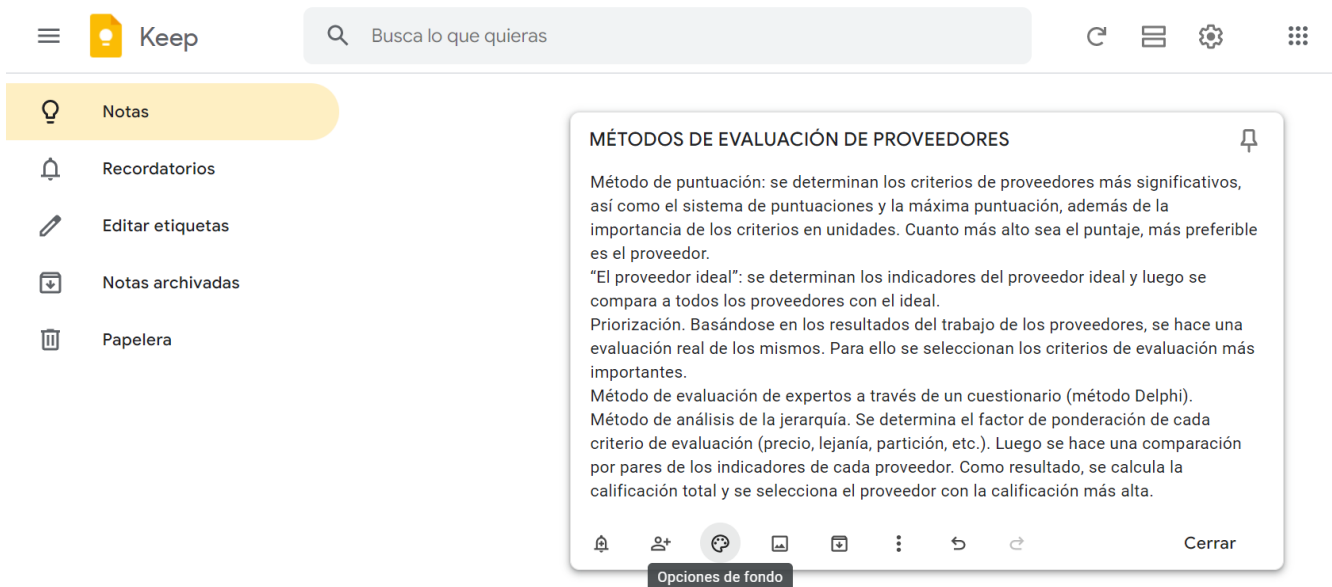 Keep
Busca lo que quieras
Notas
Recordatorios
Editar etiquetas
Notas archivadas
Papelera
MÉTODOS DE EVALUACIÓN DE PROVEEDORES
Método de puntuación: se determinan los criterios de proveedores más significativos,
así como el sistema de puntuaciones y la máxima puntuación, además de la
importancia de los criterios en unidades. Cuanto más alto sea el puntaje, más preferible
es el proveedor.
“El proveedor ideal”: se determinan los indicadores del proveedor ideal y luego se
compara a todos los proveedores con el ideal.
Priorización. Basándose en los resultados del trabajo de los proveedores, se hace una
evaluación real de los mismos. Para ello se seleccionan los criterios de evaluación más
importantes.
Método de evaluación de expertos a través de un cuestionario (método Delphi).
Método de análisis de la jerarquía. Se determina el factor de ponderación de cada
criterio de evaluación (precio, lejanía, partición, etc.). Luego se hace una comparación
por pares de los indicadores de cada proveedor. Como resultado, se calcula la
calificación total y se selecciona el proveedor con la calificación más alta.
Cerrar
Opciones de fondo